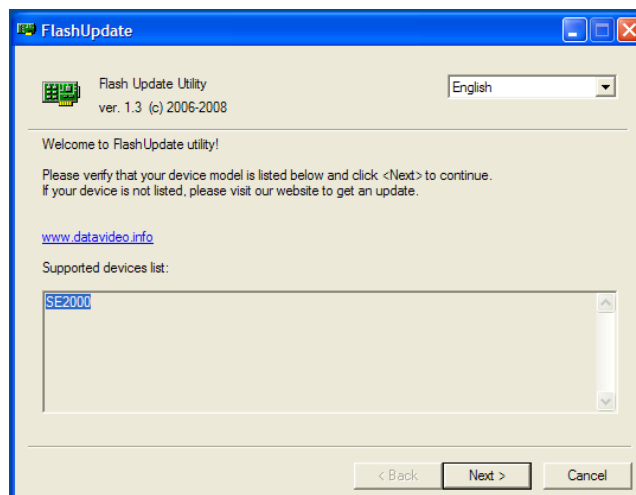 FlashUpdate
Flash Update Utility
English
ver. 1.3 (c) 2006-2008
Welcome to FlashUpdate utility!
Please verify that your device model is listed below and click <Next> to continue.
If your device is not listed, please visit our website to get an update.
www.datavideo.info
Supported devices list:
SE2000
< Back
Next >
Cancel